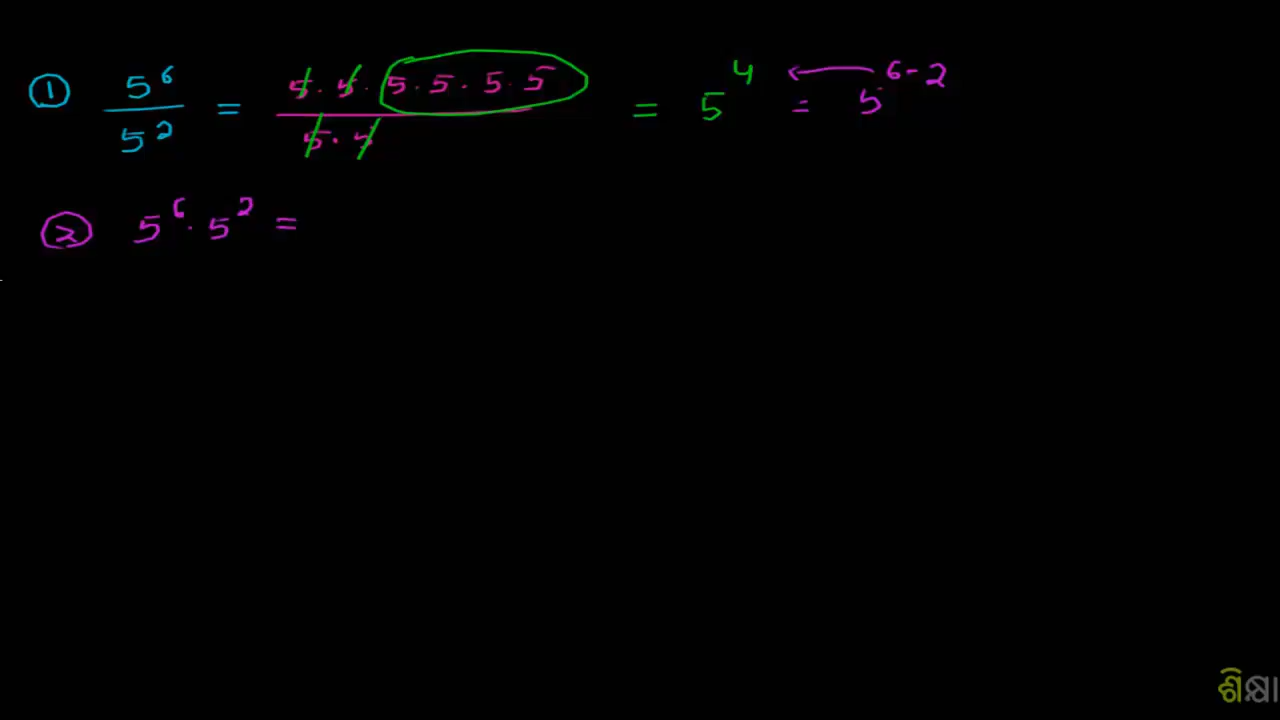 ① 5⁶/5² = 5·5·5·5·5·5/5·5 = 5⁴ = 5⁶⁻²
② 5⁶·5² =
ଶିକ୍ଷା